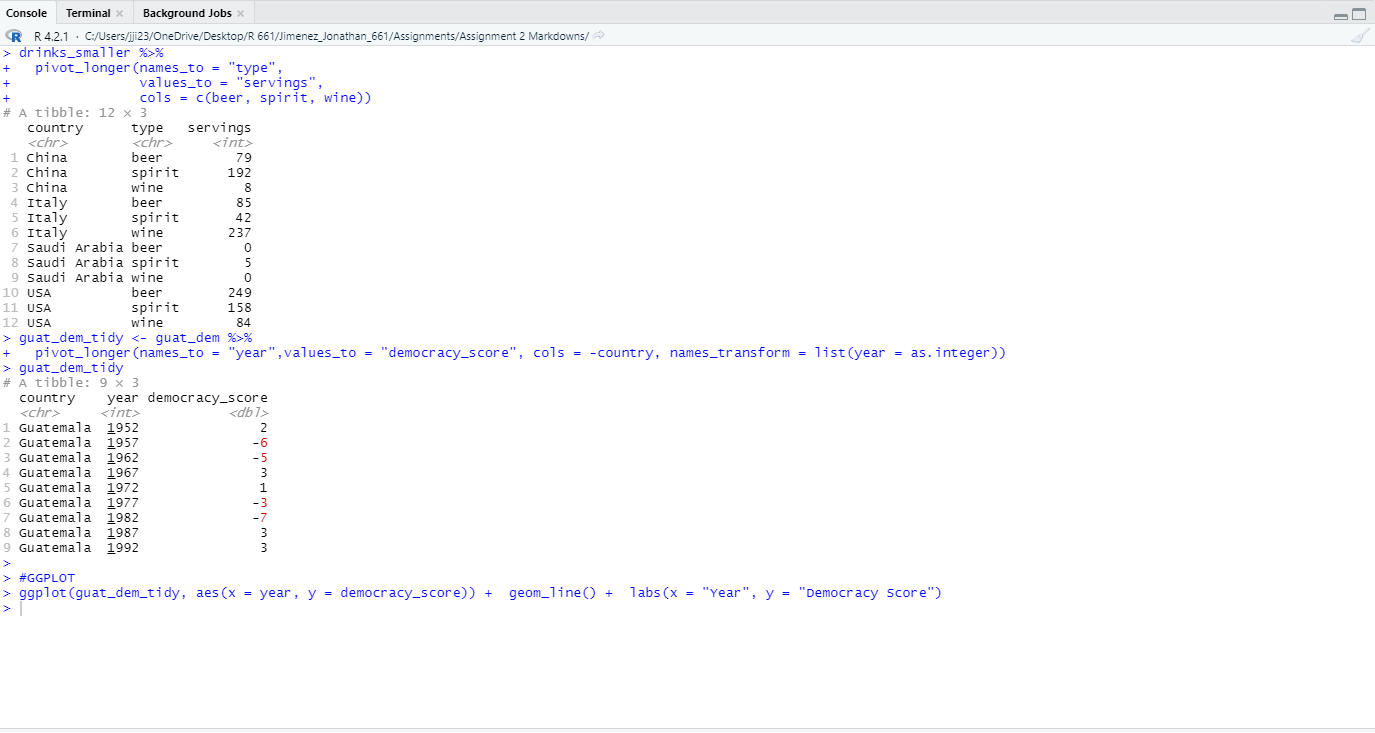 Console Terminal Background Jobs
R R 4.2.1 · C:/Users/jji23/OneDrive/Desktop/R 661/Jimenez_Jonathan_661/Assignments/Assignment 2 Markdowns/
> drinks_smaller %>%
+   pivot_longer(names_to = "type",
+                values_to = "servings",
+                cols = c(beer, spirit, wine))
# A tibble: 12 × 3
   country      type   servings
   <chr>        <chr>     <int>
 1 China        beer         79
 2 China        spirit      192
 3 China        wine          8
 4 Italy        beer         85
 5 Italy        spirit       42
 6 Italy        wine        237
 7 Saudi Arabia beer          0
 8 Saudi Arabia spirit        5
 9 Saudi Arabia wine          0
10 USA          beer        249
11 USA          spirit      158
12 USA          wine         84
> guat_dem_tidy <- guat_dem %>%
+   pivot_longer(names_to = "year",values_to = "democracy_score", cols = -country, names_transform = list(year = as.integer))
> guat_dem_tidy
# A tibble: 9 × 3
  country    year democracy_score
  <chr>     <int>           <dbl>
1 Guatemala  1952               2
2 Guatemala  1957              -6
3 Guatemala  1962              -5
4 Guatemala  1967               3
5 Guatemala  1972               1
6 Guatemala  1977              -3
7 Guatemala  1982              -7
8 Guatemala  1987               3
9 Guatemala  1992               3
>
> #GGPLOT
> ggplot(guat_dem_tidy, aes(x = year, y = democracy_score)) +  geom_line() +  labs(x = "Year", y = "Democracy Score")
>